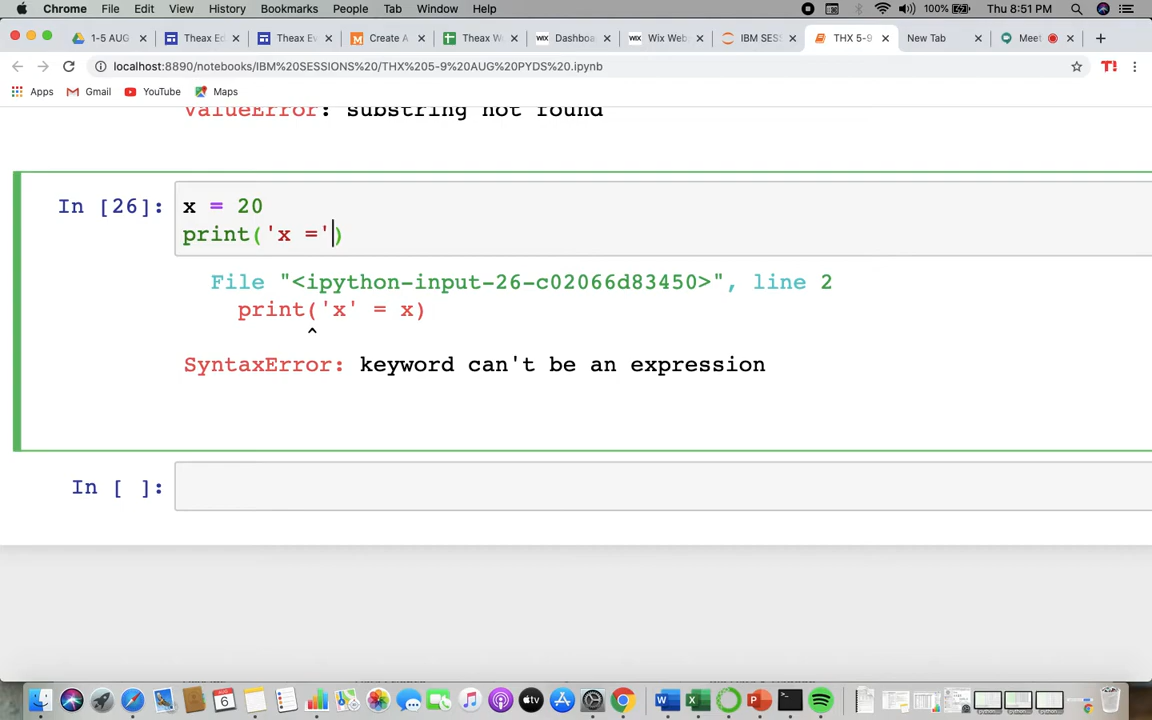 Chrome File Edit View History Bookmarks People Tab Window Help 100% Thu 8:51 PM
1-5 AUG Theax Ed Theax Ev Create A Theax W Dashboa Wix Web IBM SES THX 5-9 New Tab Meet
localhost:8890/notebooks/IBM%20SESSIONS%20/THX%205-9%20AUG%20PYDS%20.ipynb T!
Apps Gmail YouTube Maps
ValueError: substring not found
In [26]: x = 20
print('x =')
File "<ipython-input-26-c02066d83450>", line 2
print('x' = x)
^
SyntaxError: keyword can't be an expression
In [ ]: